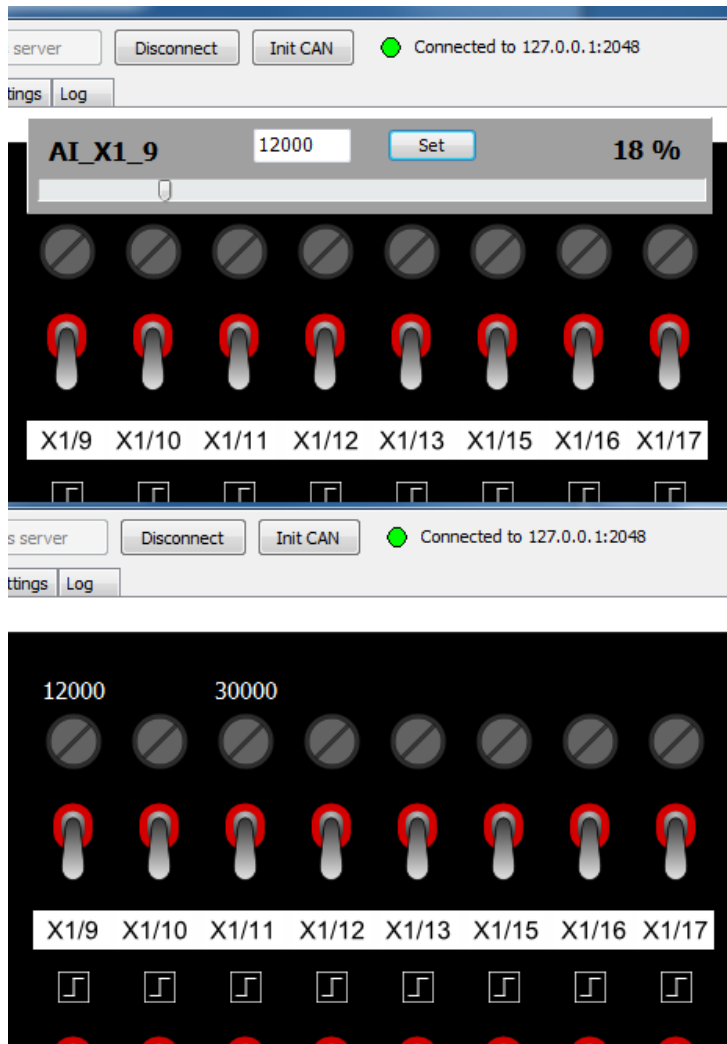 server Disconnect Init CAN Connected to 127.0.0.1:2048
tings Log
AI_X1_9 12000 Set 18 %
X1/9 X1/10 X1/11 X1/12 X1/13 X1/15 X1/16 X1/17
s server Disconnect Init CAN Connected to 127.0.0.1:2048
ttings Log
12000 30000
X1/9 X1/10 X1/11 X1/12 X1/13 X1/15 X1/16 X1/17